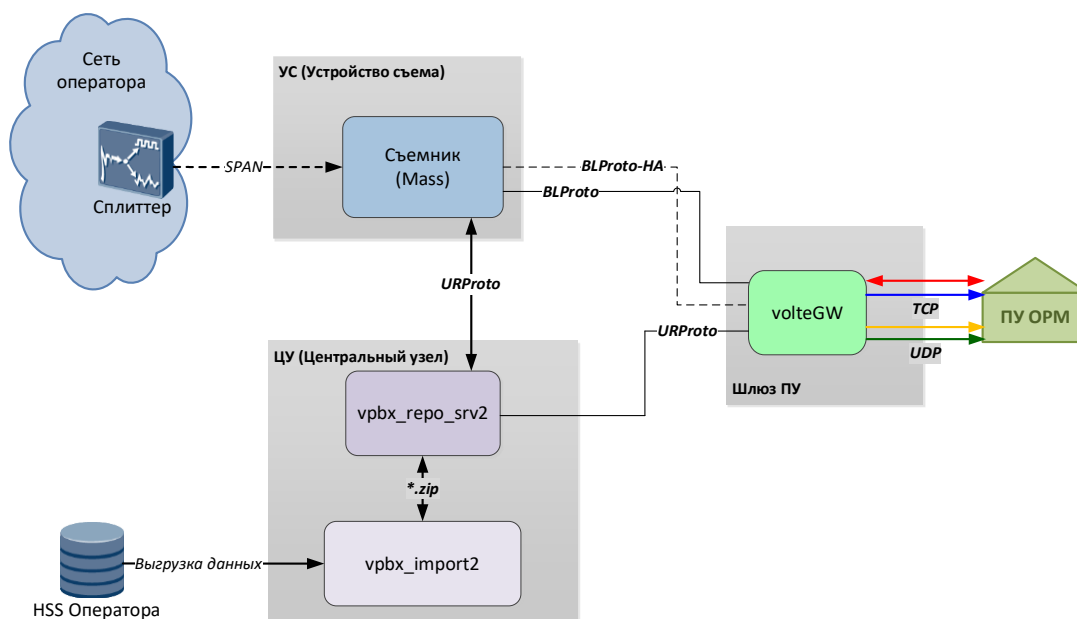 Сеть
оператора
Сплиттер
SPAN
УС (Устройство съема)
Съемник
(Mass)
BLProto-HA
BLProto
URProto
URProto
volteGW
Шлюз ПУ
TCP
UDP
ПУ ОРМ
ЦУ (Центральный узел)
vpbx_repo_srv2
*.zip
vpbx_import2
Выгрузка данных
HSS Оператора